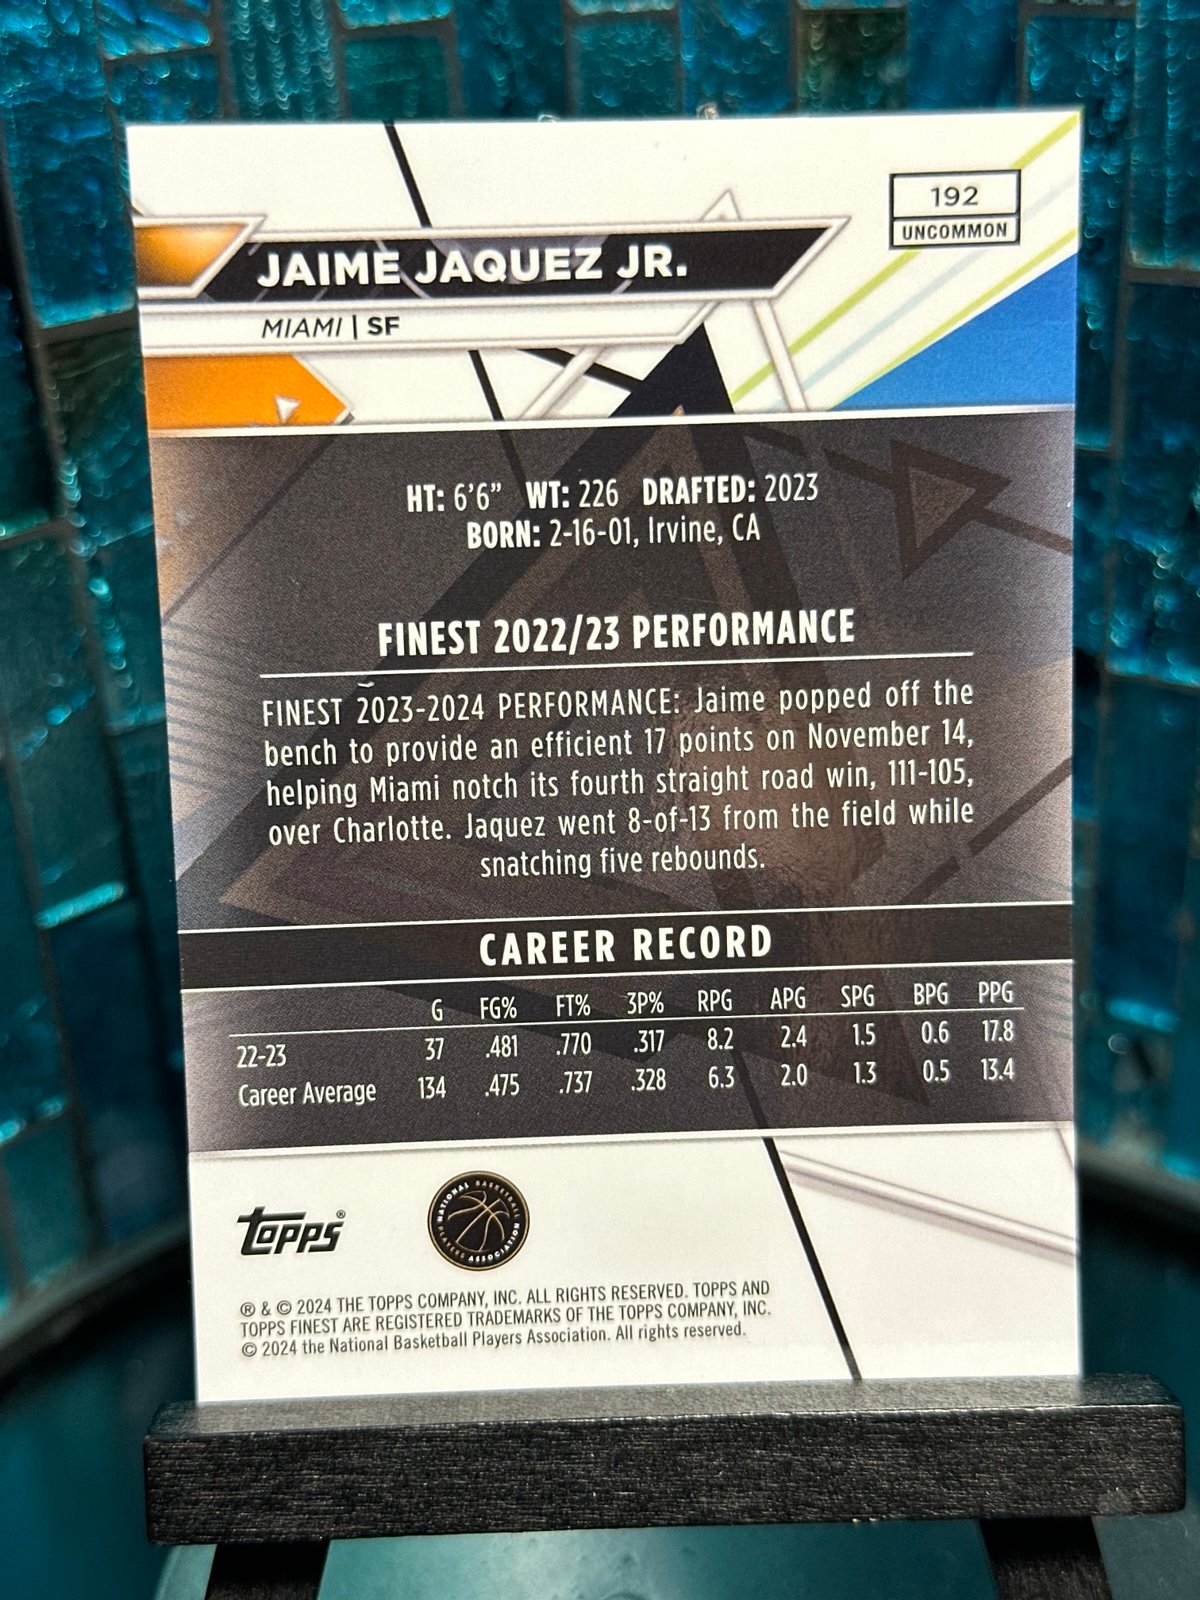 192
UNCOMMON
JAIME JAQUEZ JR.
MIAMI | SF
HT: 6'6” WT: 226 DRAFTED: 2023
BORN: 2-16-01, Irvine, CA
FINEST 2022/23 PERFORMANCE
FINEST 2023-2024 PERFORMANCE: Jaime popped off the
bench to provide an efficient 17 points on November 14,
helping Miami notch its fourth straight road win, 111-105,
over Charlotte. Jaquez went 8-of-13 from the field while
snatching five rebounds.
CAREER RECORD
G FG% FT% 3P% RPG APG SPG BPG PPG
22-23 37 .481 .770 .317 8.2 2.4 1.5 0.6 17.8
Career Average 134 .475 .737 .328 6.3 2.0 1.3 0.5 13.4
TOPPS®
NATIONAL BASKETBALL PLAYERS ASSOCIATION
® & © 2024 THE TOPPS COMPANY, INC. ALL RIGHTS RESERVED. TOPPS AND
TOPPS FINEST ARE REGISTERED TRADEMARKS OF THE TOPPS COMPANY, INC.
© 2024 the National Basketball Players Association. All rights reserved.